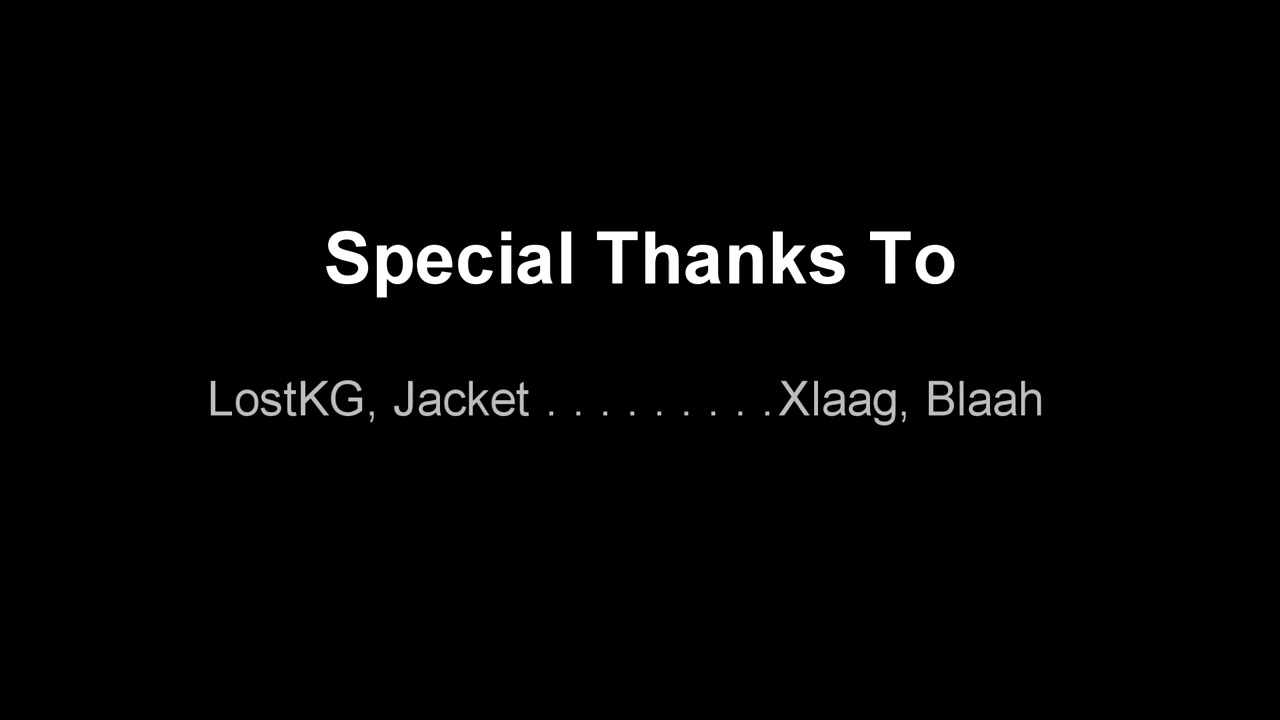 Special Thanks To
LostKG, Jacket . . . . . . . . .Xlaag, Blaah